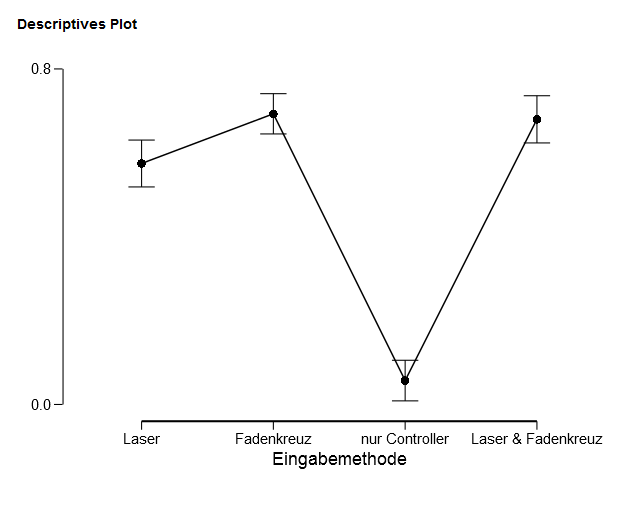 Descriptives Plot
0.8
0.0
Laser Fadenkreuz nur Controller Laser & Fadenkreuz
Eingabemethode